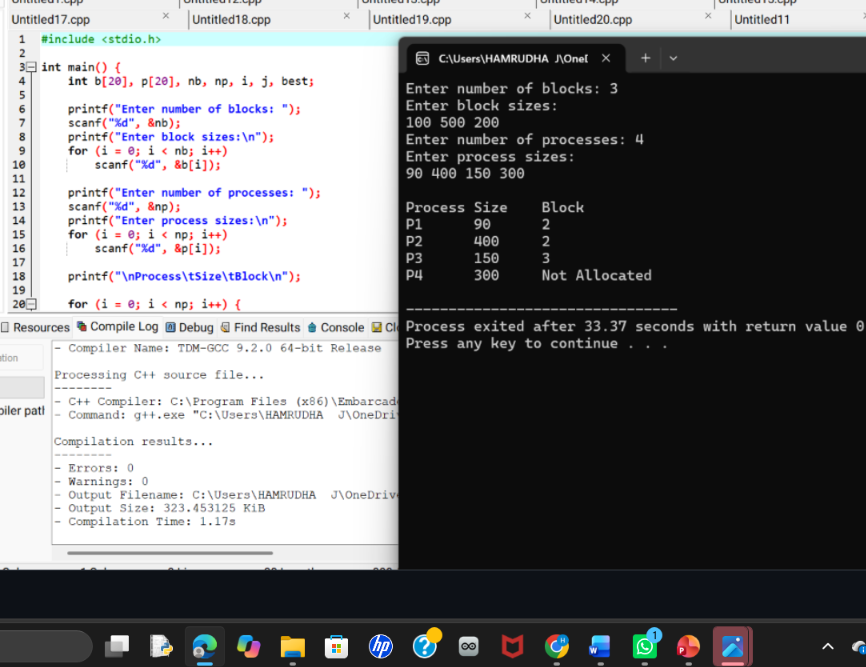 Untitled17.cpp × Untitled18.cpp × Untitled19.cpp × Untitled20.cpp × Untitled11
1 #include <stdio.h>
2
3 int main() {
4 int b[20], p[20], nb, np, i, j, best;
5
6 printf("Enter number of blocks: ");
7 scanf("%d", &nb);
8 printf("Enter block sizes:\n");
9 for (i = 0; i < nb; i++)
10 scanf("%d", &b[i]);
11
12 printf("Enter number of processes: ");
13 scanf("%d", &np);
14 printf("Enter process sizes:\n");
15 for (i = 0; i < np; i++)
16 scanf("%d", &p[i]);
17
18 printf("\nProcess\tSize\tBlock\n");
19
20 for (i = 0; i < np; i++) {
C:\Users\HAMRUDHA J\OneD × +
Enter number of blocks: 3
Enter block sizes:
100 500 200
Enter number of processes: 4
Enter process sizes:
90 400 150 300
Process Size Block
P1 90 2
P2 400 2
P3 150 3
P4 300 Not Allocated
--------------------------------
Process exited after 33.37 seconds with return value 0
Press any key to continue . . .
Resources Compile Log Debug Find Results Console Cl
- Compiler Name: TDM-GCC 9.2.0 64-bit Release
Processing C++ source file...
--------
- C++ Compiler: C:\Program Files (x86)\Embarcad
- Command: g++.exe "C:\Users\HAMRUDHA J\OneDri
Compilation results...
--------
- Errors: 0
- Warnings: 0
- Output Filename: C:\Users\HAMRUDHA J\OneDriv
- Output Size: 323.453125 KiB
- Compilation Time: 1.17s
tion
piler path
hp
?
H
W
1
P